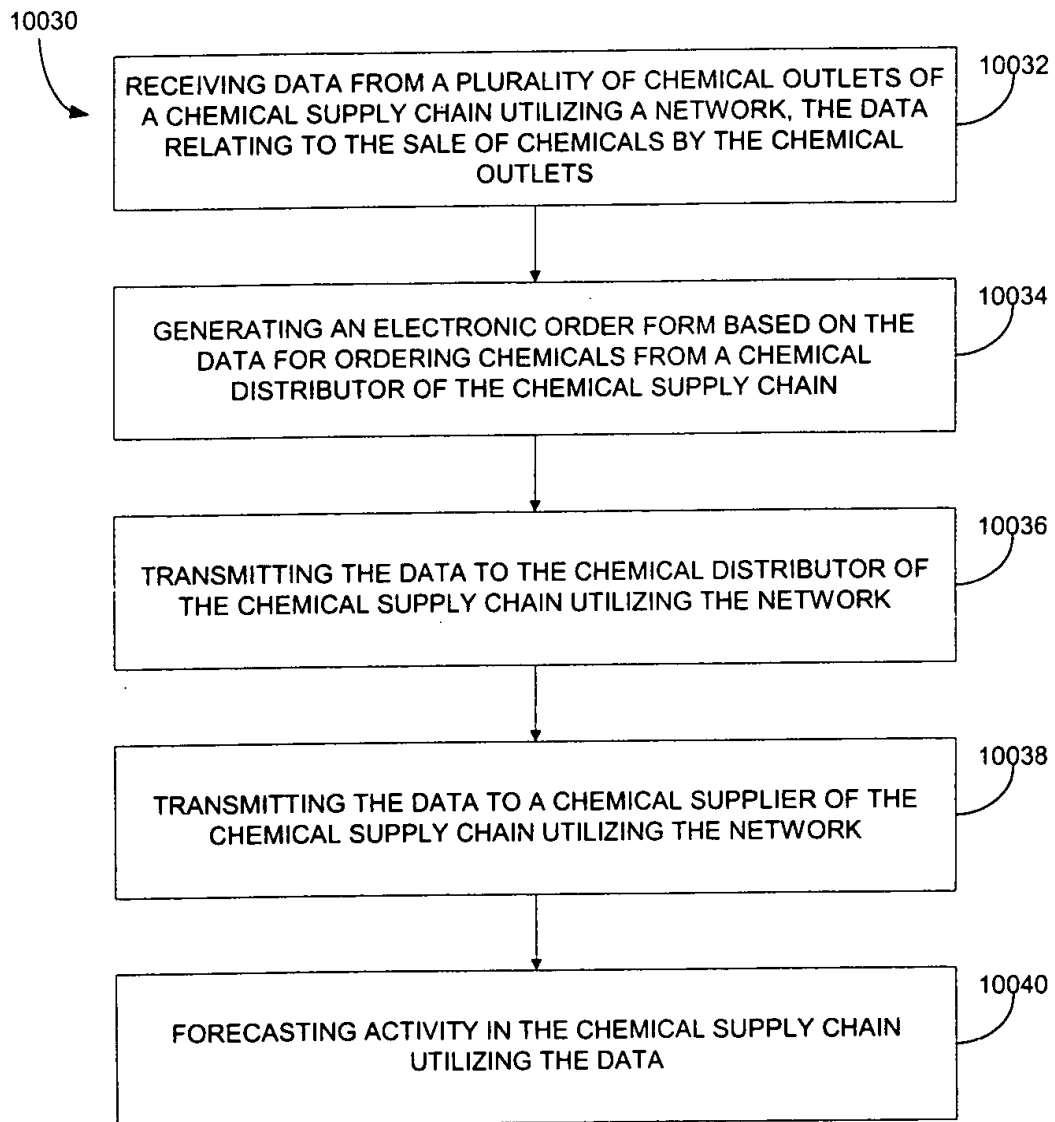 10030
RECEIVING DATA FROM A PLURALITY OF CHEMICAL OUTLETS OF
A CHEMICAL SUPPLY CHAIN UTILIZING A NETWORK, THE DATA
RELATING TO THE SALE OF CHEMICALS BY THE CHEMICAL
OUTLETS
10032
GENERATING AN ELECTRONIC ORDER FORM BASED ON THE
DATA FOR ORDERING CHEMICALS FROM A CHEMICAL
DISTRIBUTOR OF THE CHEMICAL SUPPLY CHAIN
10034
TRANSMITTING THE DATA TO THE CHEMICAL DISTRIBUTOR OF
THE CHEMICAL SUPPLY CHAIN UTILIZING THE NETWORK
10036
TRANSMITTING THE DATA TO A CHEMICAL SUPPLIER OF THE
CHEMICAL SUPPLY CHAIN UTILIZING THE NETWORK
10038
FORECASTING ACTIVITY IN THE CHEMICAL SUPPLY CHAIN
UTILIZING THE DATA
10040